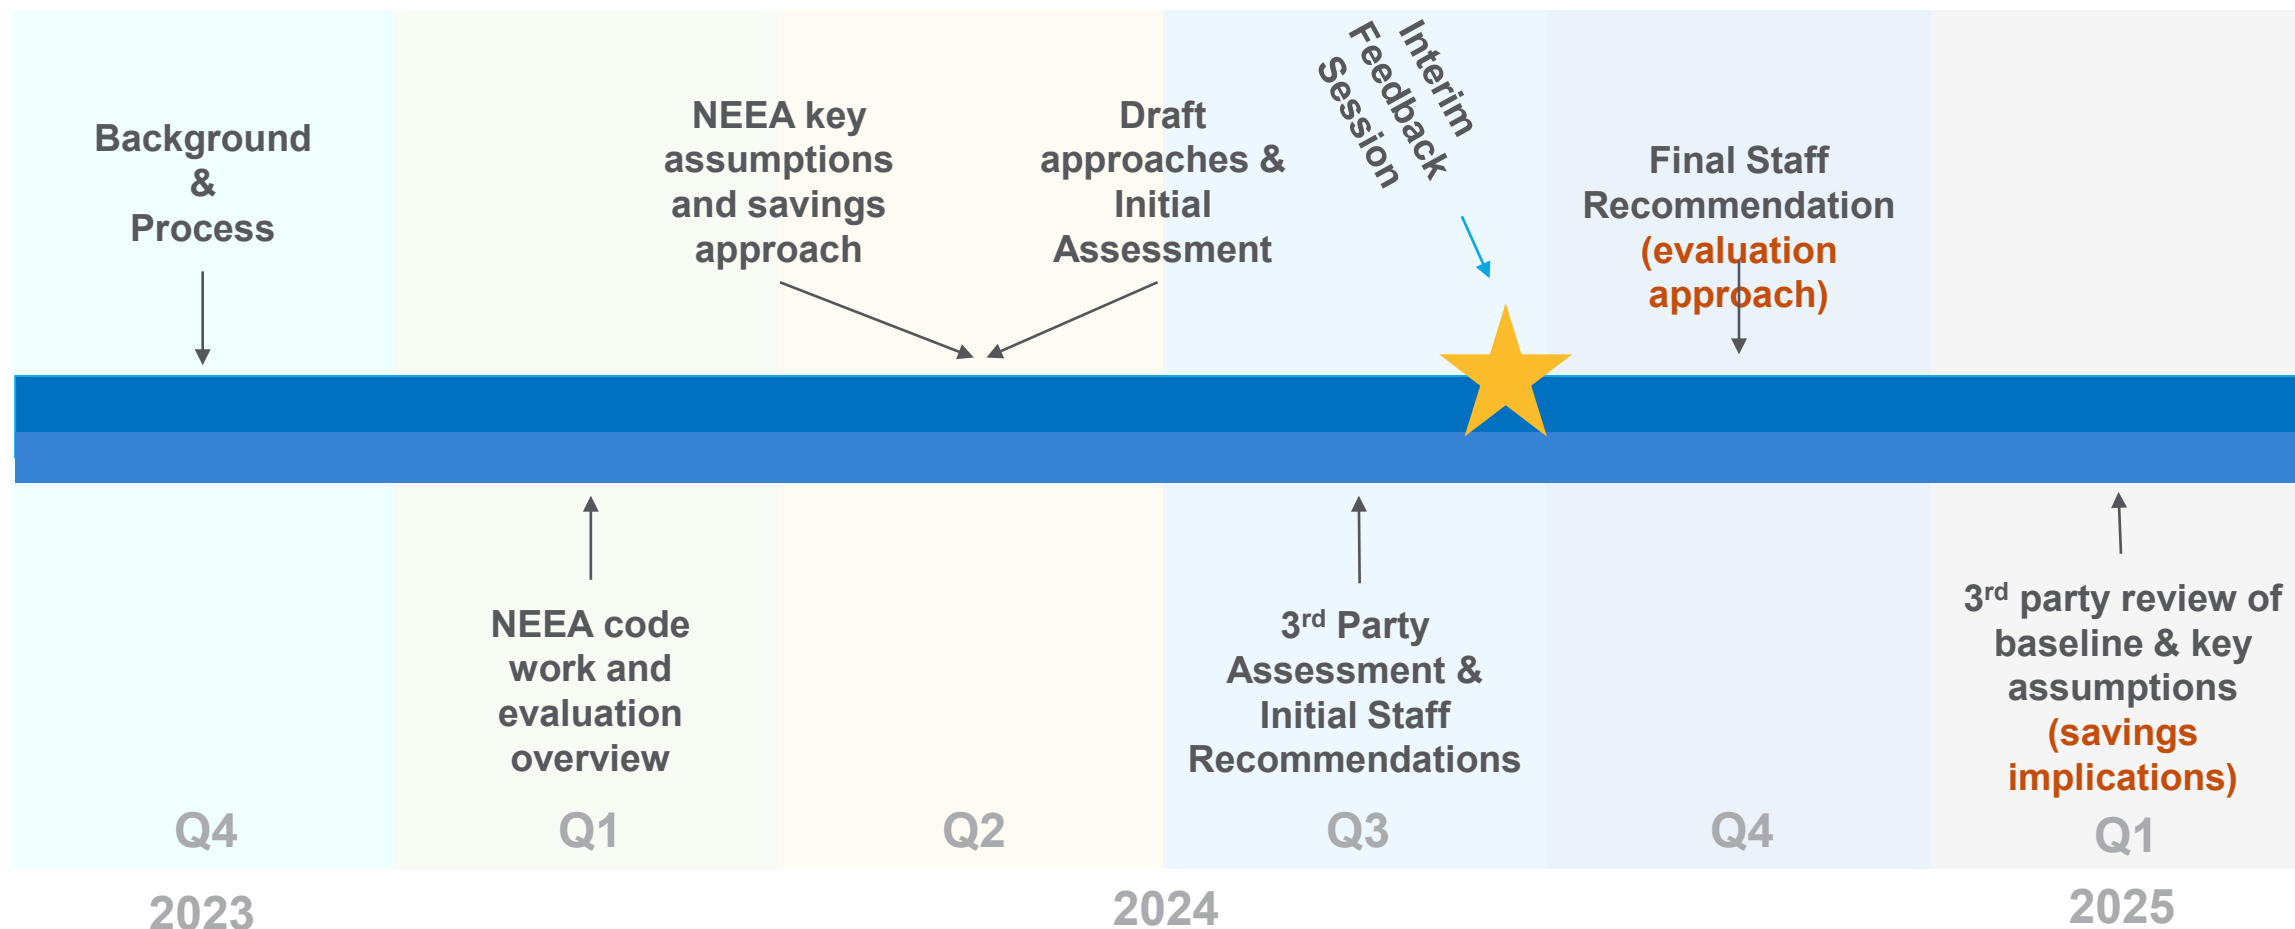 Background
&
Process
NEEA key
assumptions
and savings
approach
Draft
approaches &
Initial
Assessment
Interim
Feedback
Session
Final Staff
Recommendation
(evaluation
approach)
NEEA code
work and
evaluation
overview
3rd Party
Assessment &
Initial Staff
Recommendations
3rd party review of
baseline & key
assumptions
(savings
implications)
Q4
Q1
Q2
Q3
Q4
Q1
2023
2024
2025